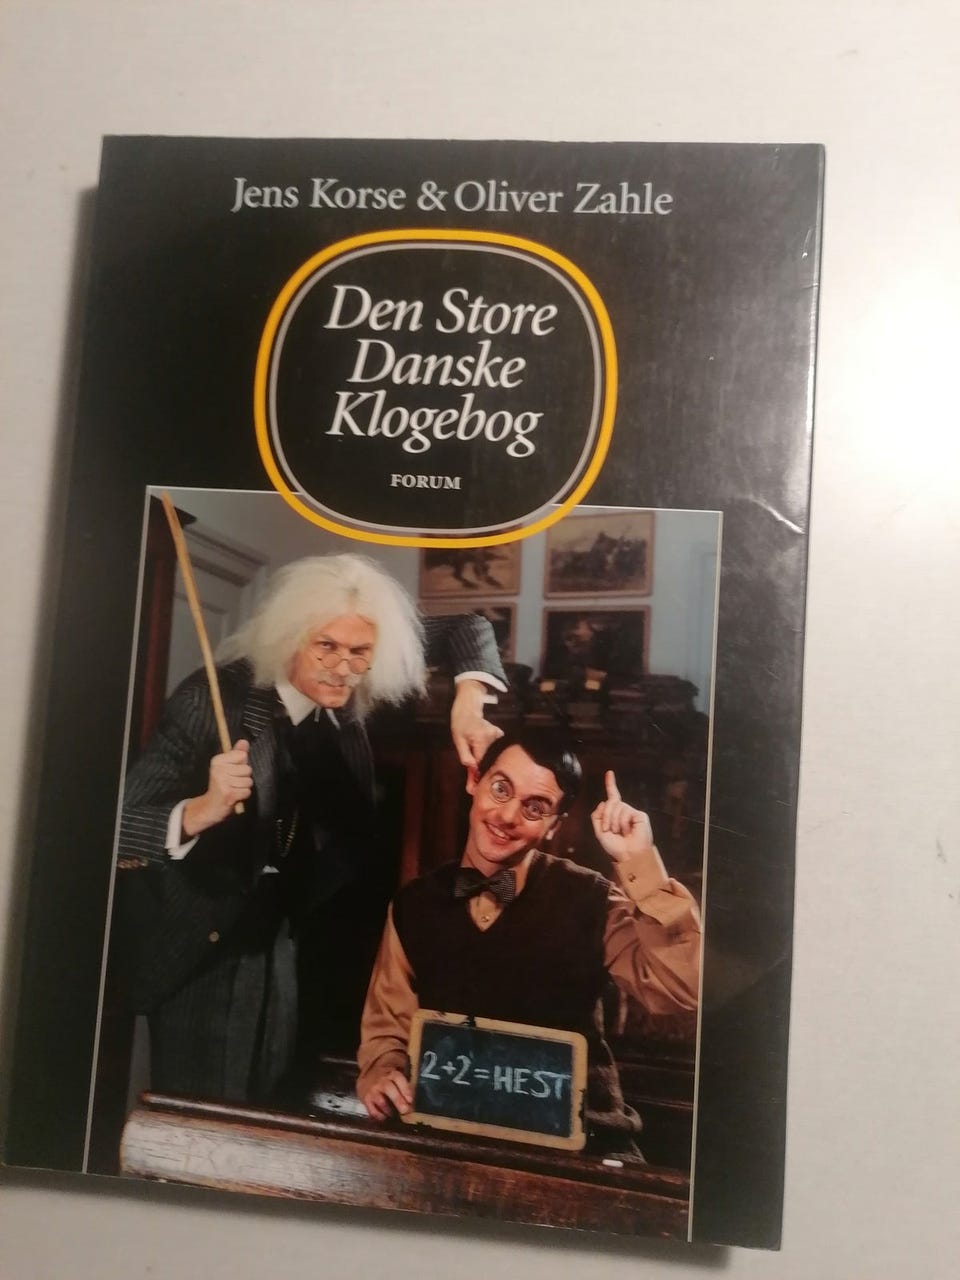 Jens Korse & Oliver Zahle
Den Store
Danske
Klogebog
FORUM
2+2=HEST